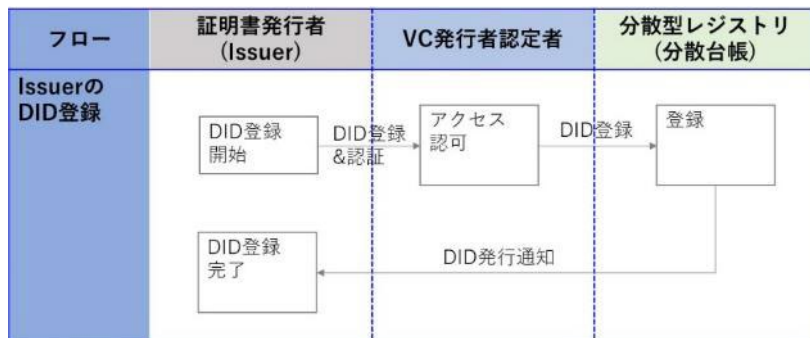 フロー
証明書発行者
(Issuer)
VC発行者認定者
分散型レジストリ
(分散台帳)
Issuerの
DID登録
DID登録
開始
DID登録
&認証
アクセス
認可
DID登録
登録
DID登録
完了
DID発行通知